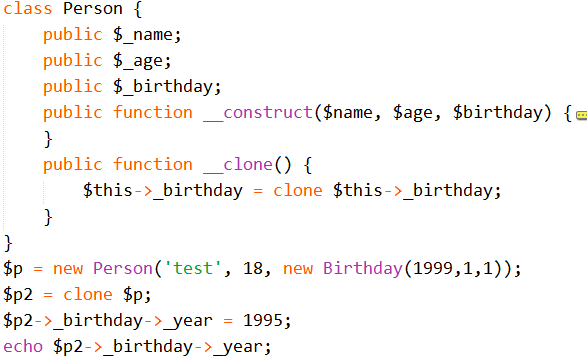 class Person {
    public $_name;
    public $_age;
    public $_birthday;
    public function __construct($name, $age, $birthday) {
    }
    public function __clone() {
        $this->_birthday = clone $this->_birthday;
    }
}
$p = new Person('test', 18, new Birthday(1999,1,1));
$p2 = clone $p;
$p2->_birthday->_year = 1995;
echo $p2->_birthday->_year;